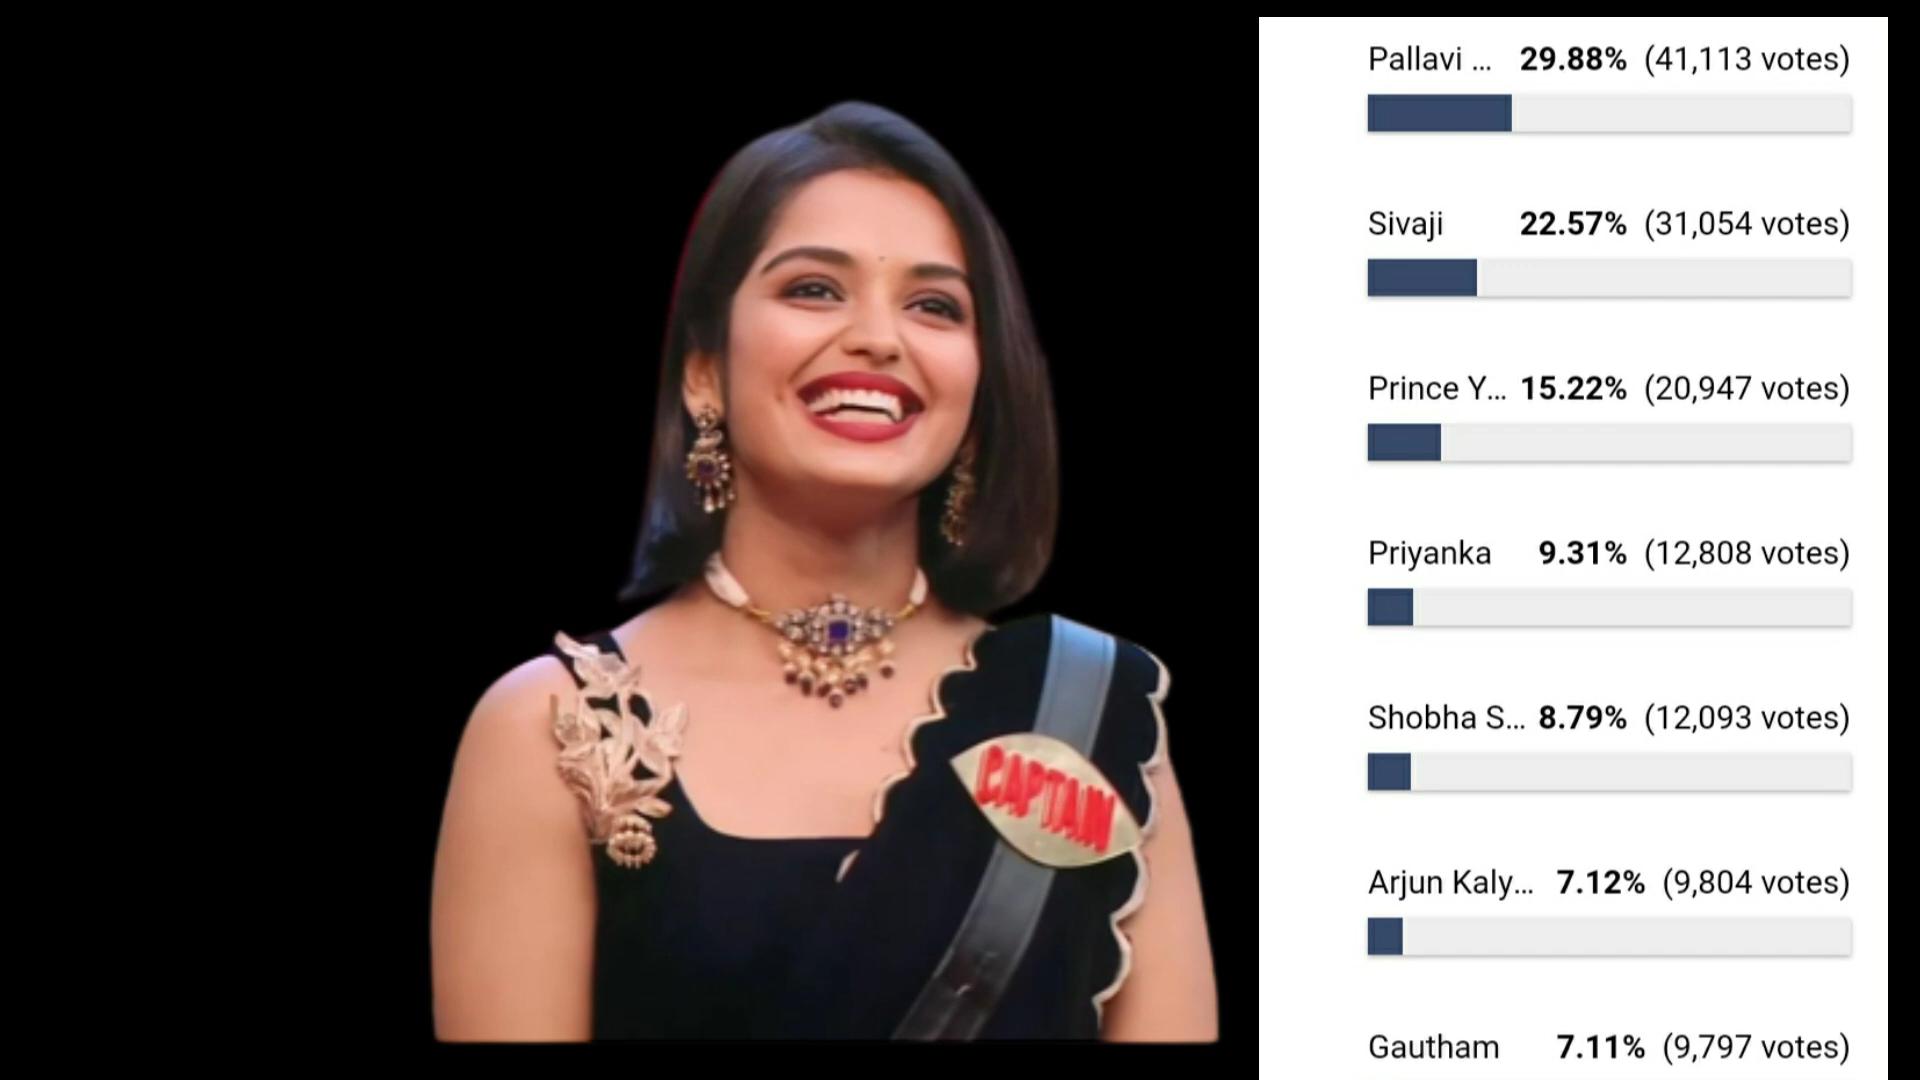 CAPTAIN
Pallavi ... 29.88% (41,113 votes)
Sivaji 22.57% (31,054 votes)
Prince Y... 15.22% (20,947 votes)
Priyanka 9.31% (12,808 votes)
Shobha S... 8.79% (12,093 votes)
Arjun Kaly... 7.12% (9,804 votes)
Gautham 7.11% (9,797 votes)